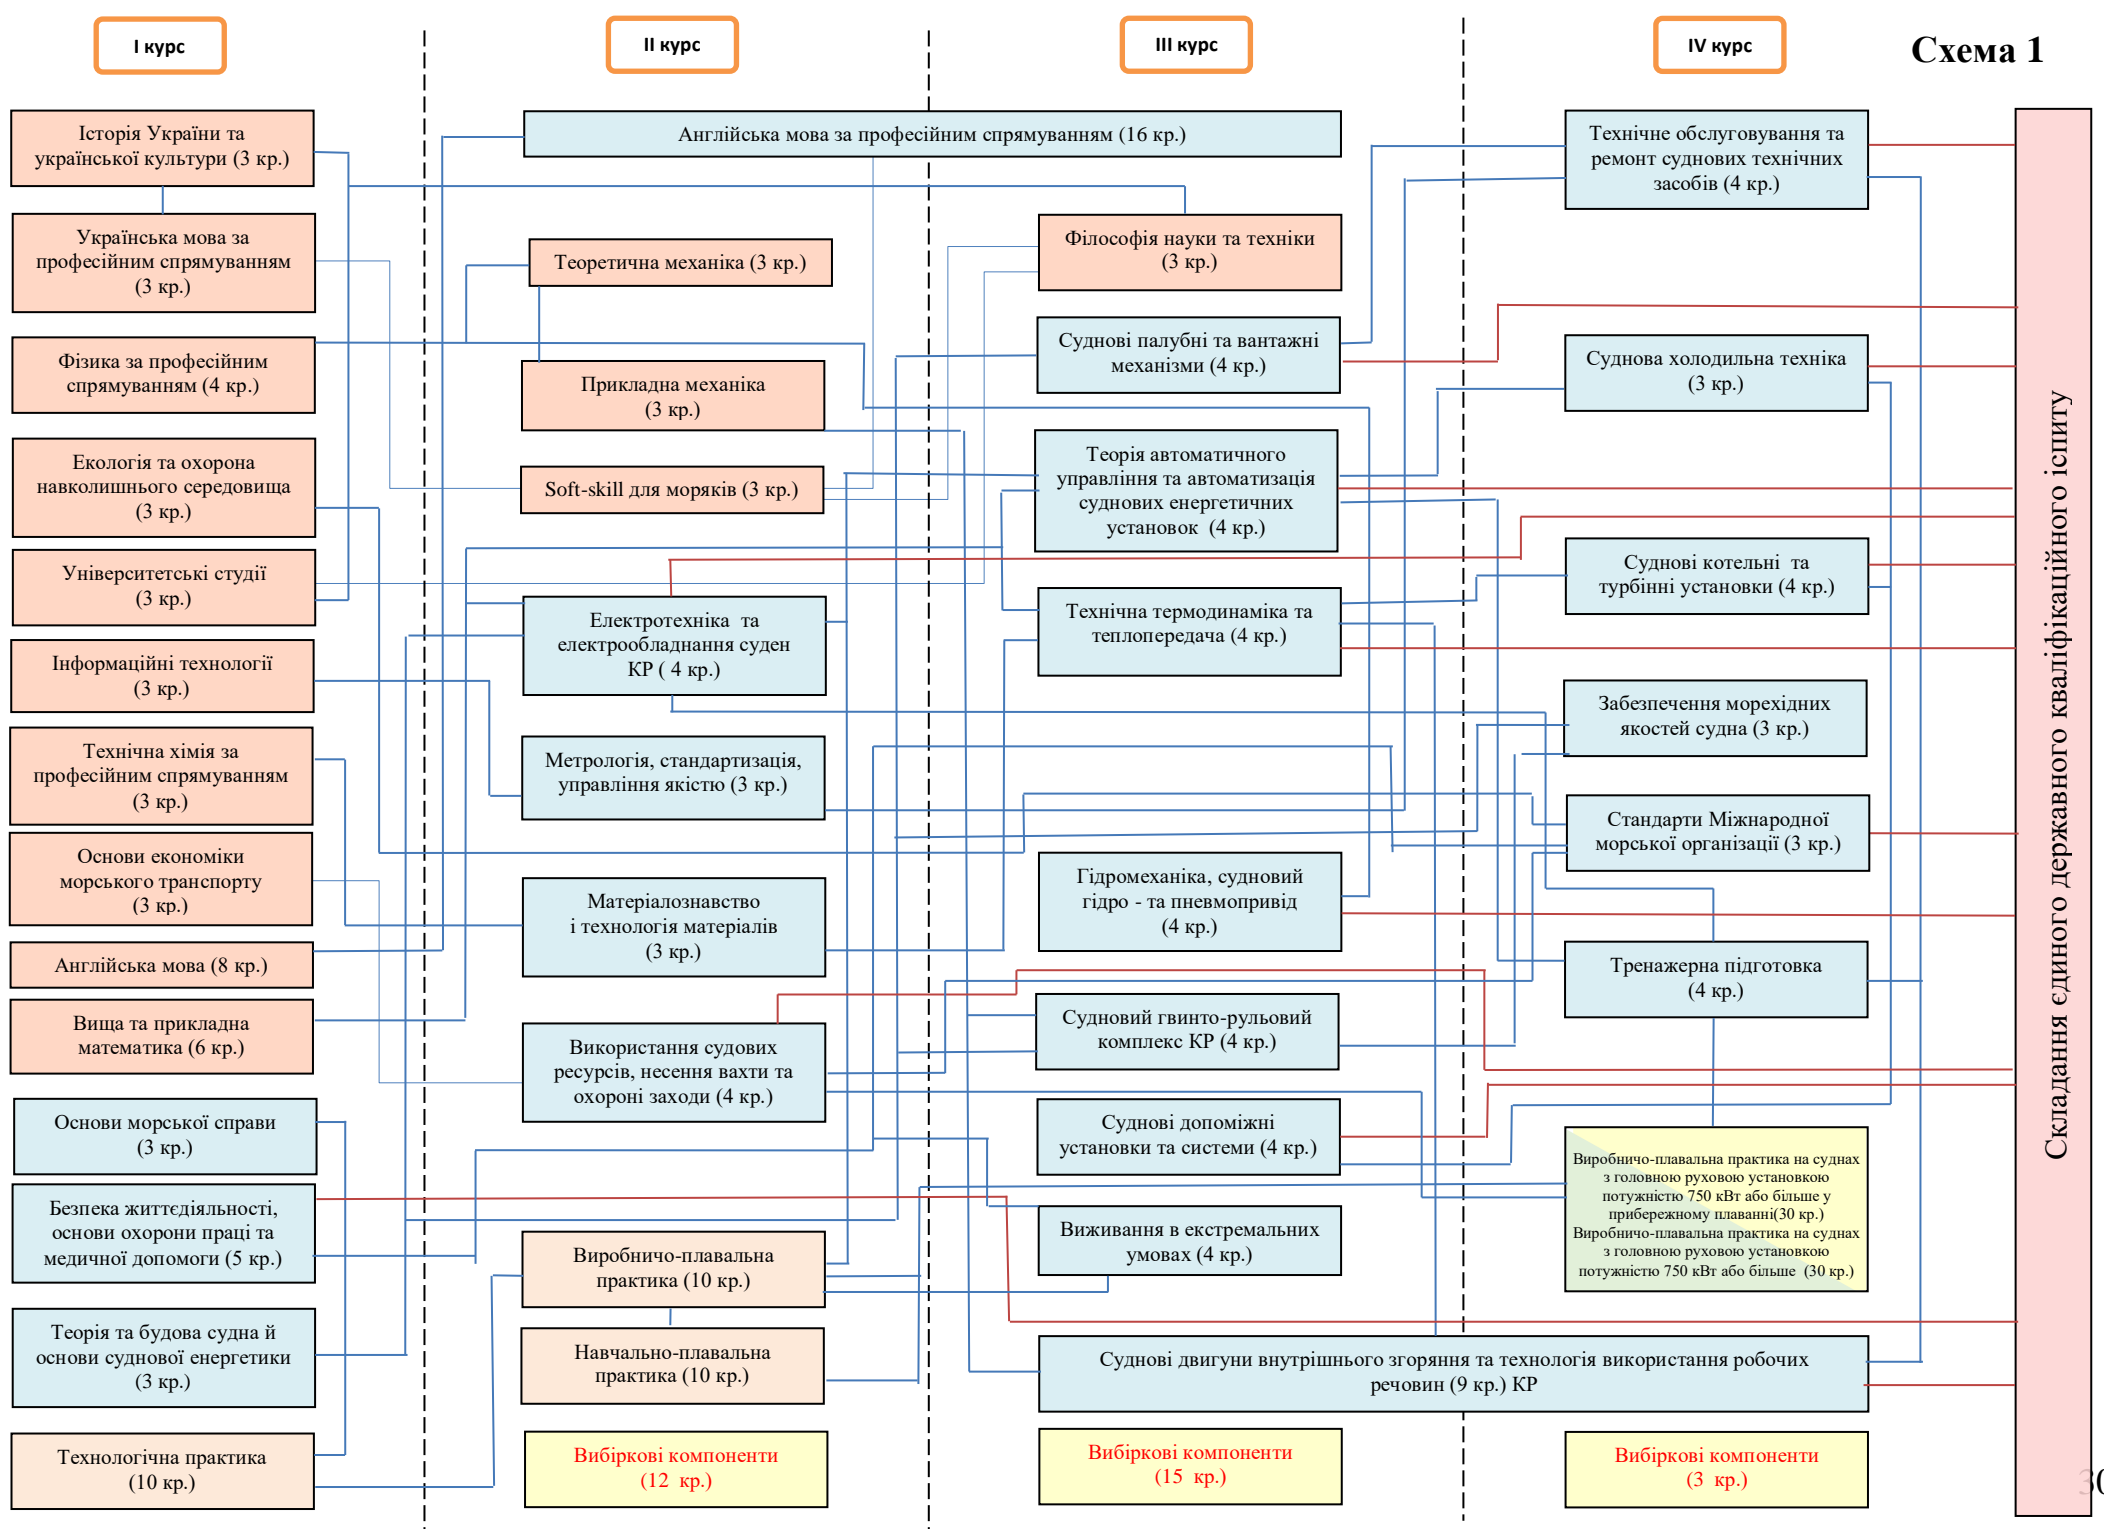 І курс
ІІ курс
ІІІ курс
ІV курс
Схема 1
Історія України та
української культури (3 кр.)
Українська мова за
професійним спрямуванням
(3 кр.)
Фізика за професійним
спрямуванням (4 кр.)
Екологія та охорона
навколишнього середовища
(3 кр.)
Університетські студії
(3 кр.)
Інформаційні технології
(3 кр.)
Технічна хімія за
професійним спрямуванням
(3 кр.)
Основи економіки
морського транспорту
(3 кр.)
Англійська мова (8 кр.)
Вища та прикладна
математика (6 кр.)
Основи морської справи
(3 кр.)
Безпека життєдіяльності,
основи охорони праці та
медичної допомоги (5 кр.)
Теорія та будова судна й
основи суднової енергетики
(3 кр.)
Технологічна практика
(10 кр.)
Англійська мова за професійним спрямуванням (16 кр.)
Теоретична механіка (3 кр.)
Прикладна механіка
(3 кр.)
Soft-skill для моряків (3 кр.)
Електротехніка та
електрообладнання суден
КР ( 4 кр.)
Метрологія, стандартизація,
управління якістю (3 кр.)
Матеріалознавство
і технологія матеріалів
(3 кр.)
Використання судових
ресурсів, несення вахти та
охороні заходи (4 кр.)
Виробничо-плавальна
практика (10 кр.)
Навчально-плавальна
практика (10 кр.)
Вибіркові компоненти
(12 кр.)
Філософія науки та техніки
(3 кр.)
Суднові палубні та вантажні
механізми (4 кр.)
Теорія автоматичного
управління та автоматизація
суднових енергетичних
установок (4 кр.)
Технічна термодинаміка та
теплопередача (4 кр.)
Гідромеханіка, судновий
гідро - та пневмопривід
(4 кр.)
Судновий гвинто-рульовий
комплекс КР (4 кр.)
Суднові допоміжні
установки та системи (4 кр.)
Виживання в екстремальних
умовах (4 кр.)
Суднові двигуни внутрішнього згоряння та технологія використання робочих
речовин (9 кр.) КР
Вибіркові компоненти
(15 кр.)
Технічне обслуговування та
ремонт суднових технічних
засобів (4 кр.)
Суднова холодильна техніка
(3 кр.)
Суднові котельні та
турбінні установки (4 кр.)
Забезпечення морехідних
якостей судна (3 кр.)
Стандарти Міжнародної
морської організації (3 кр.)
Тренажерна підготовка
(4 кр.)
Виробничо-плавальна практика на суднах
з головною руховою установкою
потужністю 750 кВт або більше у
прибережному плаванні(30 кр.)
Виробничо-плавальна практика на суднах
з головною руховою установкою
потужністю 750 кВт або більше (30 кр.)
Вибіркові компоненти
(3 кр.)
Складання єдиного державного кваліфікаційного іспиту
30